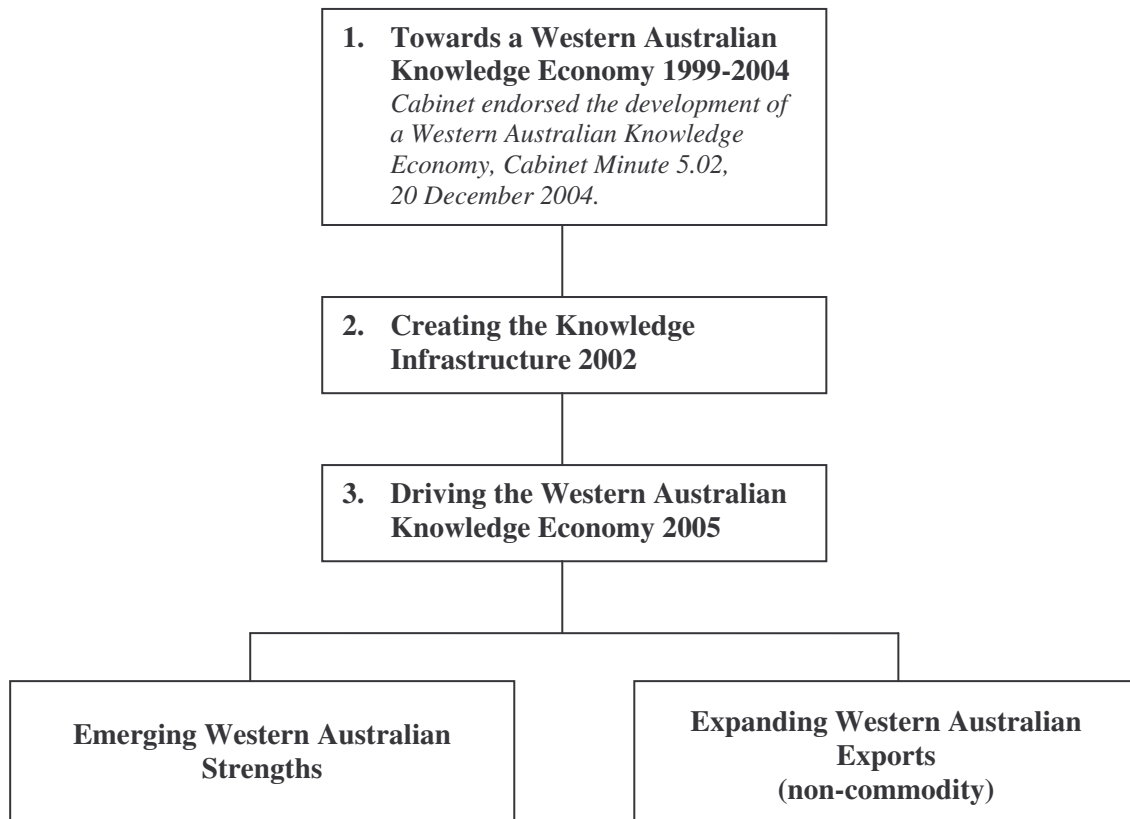 1. Towards a Western Australian
Knowledge Economy 1999-2004
Cabinet endorsed the development of
a Western Australian Knowledge
Economy, Cabinet Minute 5.02,
20 December 2004.
2. Creating the Knowledge
Infrastructure 2002
3. Driving the Western Australian
Knowledge Economy 2005
Emerging Western Australian
Strengths
Expanding Western Australian
Exports
(non-commodity)